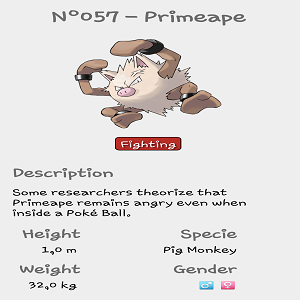 Nº057 – Primeape
Fighting
Description
Some researchers theorize that
Primeape remains angry even when
inside a Poké Ball.
Height Specie
1,0 m Pig Monkey
Weight Gender
32,0 kg ♂ ♀